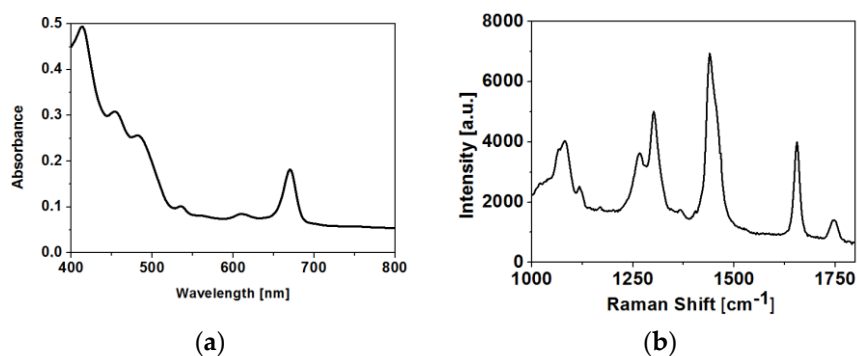 0.5
0.4
0.3
0.2
0.1
0.0
Absorbance
400 500 600 700 800
Wavelength [nm]
(a)
8000
6000
4000
2000
0
Intensity [a.u.]
1000 1250 1500 1750
Raman Shift [cm⁻¹]
(b)